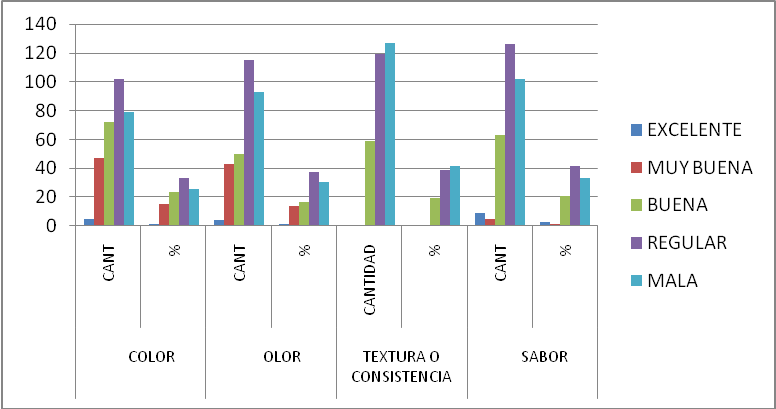 140
120
100
80
60
40
20
0
CANT
%
CANT
%
CANTIDAD
%
CANT
%
COLOR
OLOR
TEXTURA O
CONSISTENCIA
SABOR
EXCELENTE
MUY BUENA
BUENA
REGULAR
MALA